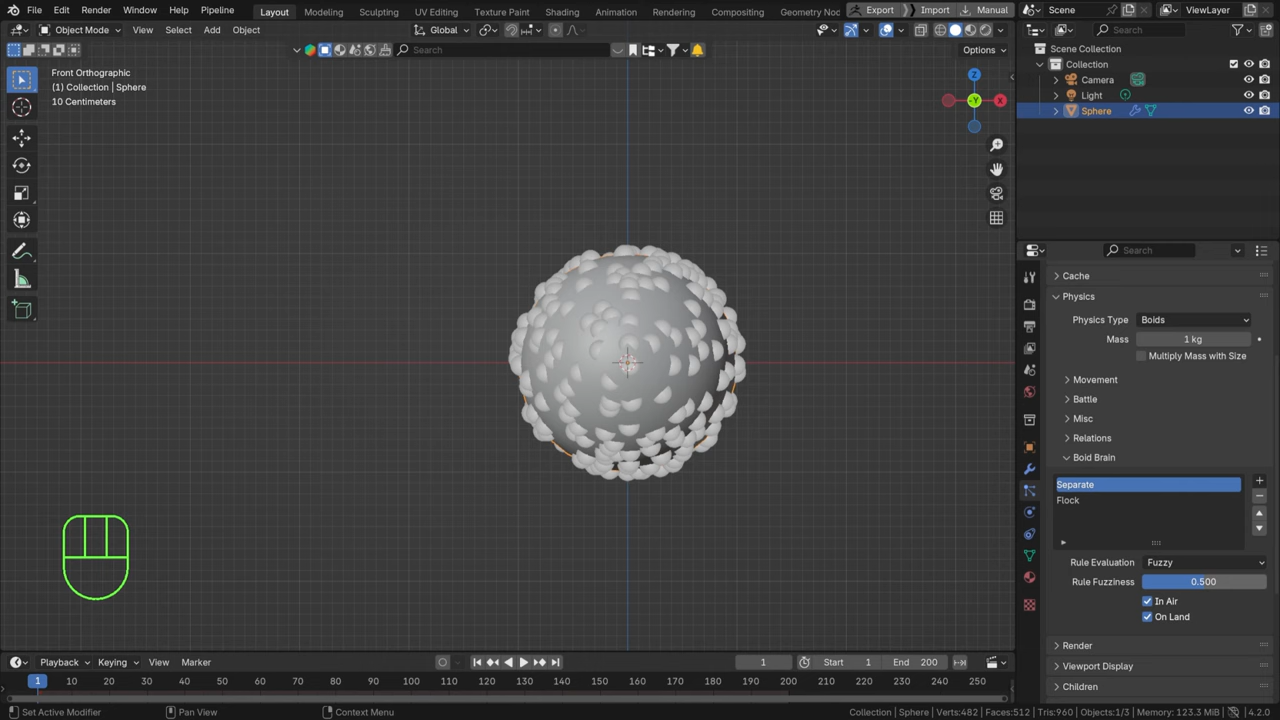 File Edit Render Window Help Pipeline Layout Modeling Sculpting UV Editing Texture Paint Shading Animation Rendering Compositing Geometry Noc Export Import Manual Scene ViewLayer
Object Mode View Select Add Object Global Search
Search Options
Front Orthographic
(1) Collection | Sphere
10 Centimeters
Z
-Y
X
Scene Collection
Collection
Camera
Light
Sphere
Search
Cache
Physics
Physics Type Boids
Mass 1 kg
Multiply Mass with Size
Movement
Battle
Misc
Relations
Boid Brain
Separate
Flock
Rule Evaluation Fuzzy
Rule Fuzziness 0.500
In Air
On Land
Render
Viewport Display
Children
Playback Keying View Marker 1 Start 1 End 200
1 10 20 30 40 50 60 70 80 90 100 110 120 130 140 150 160 170 180 190 200 210 220 230 240 250
Set Active Modifier Pan View Context Menu Collection | Sphere | Verts:482 | Faces:512 | Tris:960 | Objects:1/3 | Memory: 123.3 MiB | 4.2.0